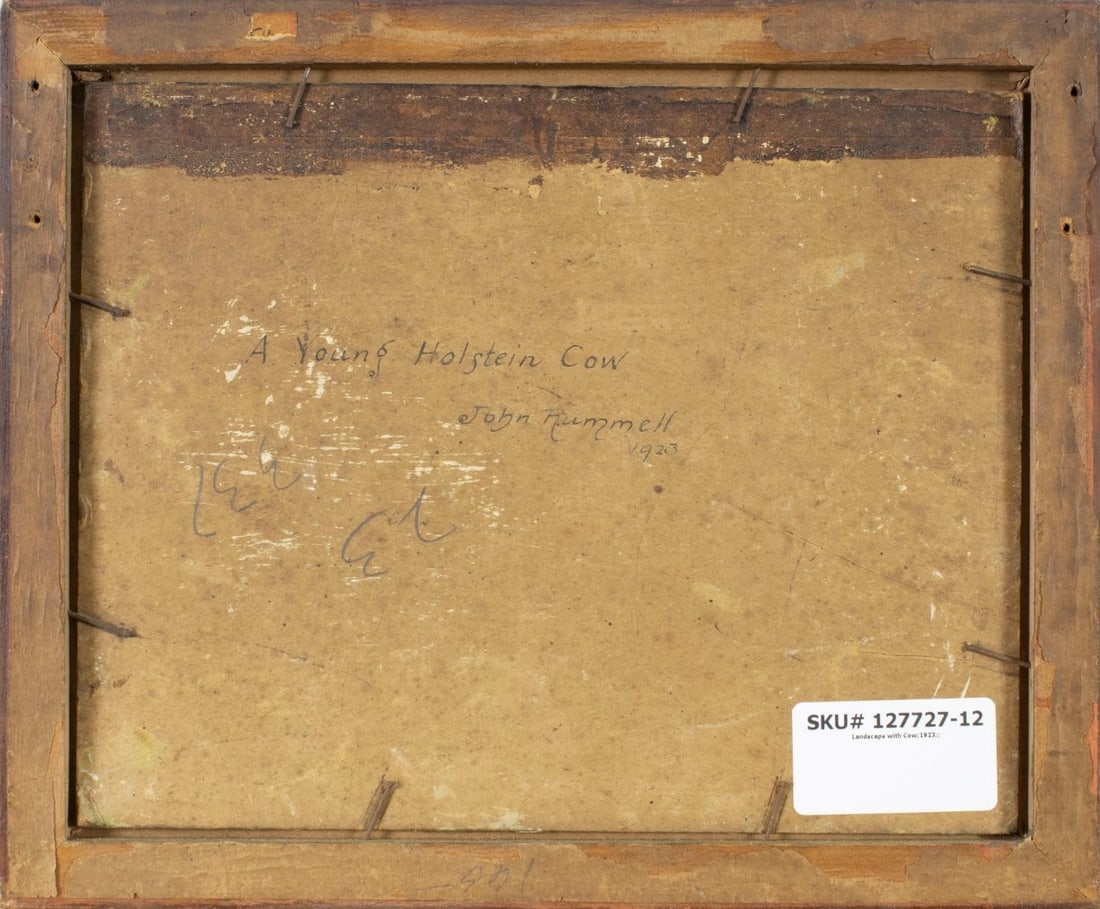 A Young Holstein Cow
John Rummell
1923
SKU# 127727-12
Landscape with Cow;1923;;